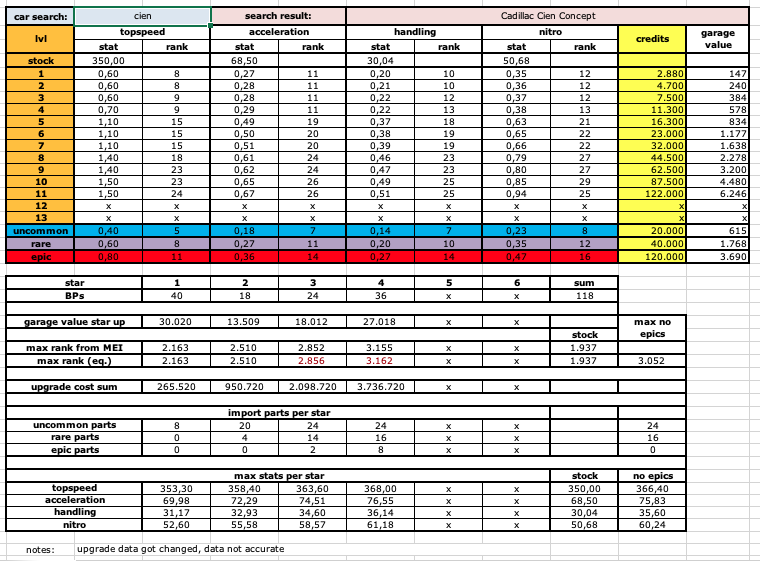 car search: cien search result: Cadillac Cien Concept
lvl topspeed acceleration handling nitro credits garage value
stat rank stat rank stat rank stat rank
stock 350,00 68,50 30,04 50,68
1 0,60 8 0,27 11 0,20 10 0,35 12 2.880 147
2 0,60 8 0,28 11 0,21 10 0,36 12 4.700 240
3 0,60 9 0,28 11 0,22 12 0,37 12 7.500 384
4 0,70 9 0,29 11 0,22 13 0,38 13 11.300 578
5 1,10 15 0,49 19 0,37 18 0,63 21 16.300 834
6 1,10 15 0,50 20 0,38 19 0,65 22 23.000 1.177
7 1,10 15 0,51 20 0,39 19 0,66 22 32.000 1.638
8 1,40 18 0,61 24 0,46 23 0,79 27 44.500 2.278
9 1,40 23 0,62 24 0,47 23 0,80 27 62.500 3.200
10 1,50 23 0,65 26 0,49 25 0,85 29 87.500 4.480
11 1,50 24 0,67 26 0,51 25 0,94 25 122.000 6.246
12 x x x x x x x x x x
13 x x x x x x x x x x
uncommon 0,40 5 0,18 7 0,14 7 0,23 8 20.000 615
rare 0,60 8 0,27 11 0,20 10 0,35 12 40.000 1.768
epic 0,80 11 0,36 14 0,27 14 0,47 16 120.000 3.690
star 1 2 3 4 5 6 sum
BPs 40 18 24 36 x x 118
garage value star up 30.020 13.509 18.012 27.018 x x max no epics
stock
max rank from MEI 2.163 2.510 2.852 3.155 x x 1.937
max rank (eq.) 2.163 2.510 2.856 3.162 x x 1.937 3.052
upgrade cost sum 265.520 950.720 2.098.720 3.736.720 x x
import parts per star
uncommon parts 8 20 24 24 x x 24
rare parts 0 4 14 16 x x 16
epic parts 0 0 2 8 x x 0
max stats per star stock no epics
topspeed 353,30 358,40 363,60 368,00 x x 350,00 366,40
acceleration 69,98 72,29 74,51 76,55 x x 68,50 75,83
handling 31,17 32,93 34,60 36,14 x x 30,04 35,60
nitro 52,60 55,58 58,57 61,18 x x 50,68 60,24
notes: upgrade data got changed, data not accurate